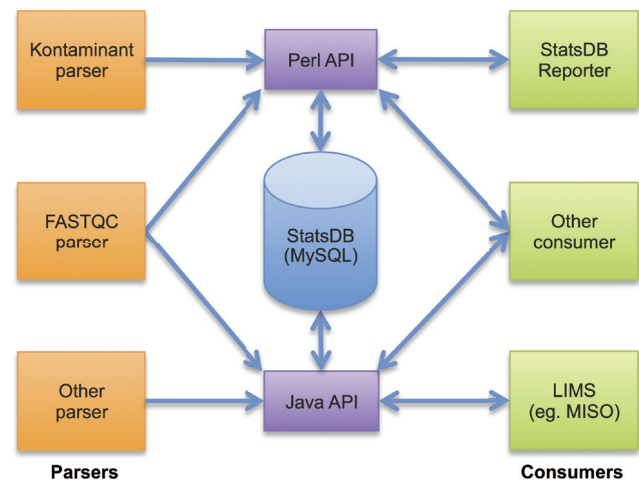 Kontaminant
parser
Perl API
StatsDB
Reporter
FASTQC
parser
StatsDB
(MySQL)
Other
consumer
Other
parser
Java API
LIMS
(eg. MISO)
Parsers
Consumers